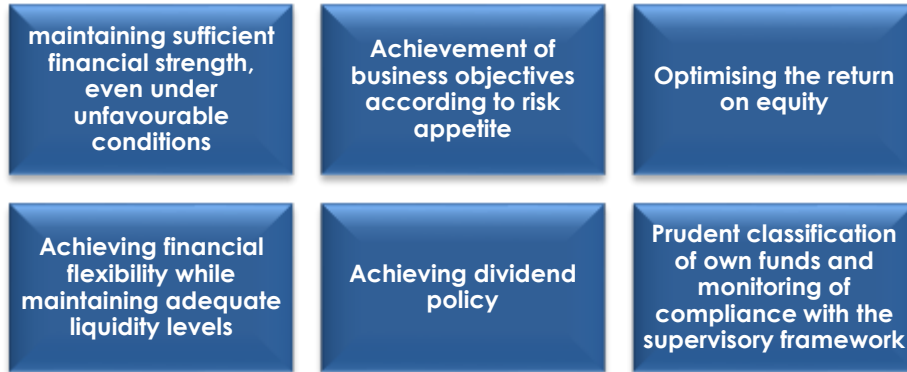 maintaining sufficient
financial strength,
even under
unfavourable
conditions
Achievement of
business objectives
according to risk
appetite
Optimising the return
on equity
Achieving financial
flexibility while
maintaining adequate
liquidity levels
Achieving dividend
policy
Prudent classification
of own funds and
monitoring of
compliance with the
supervisory framework